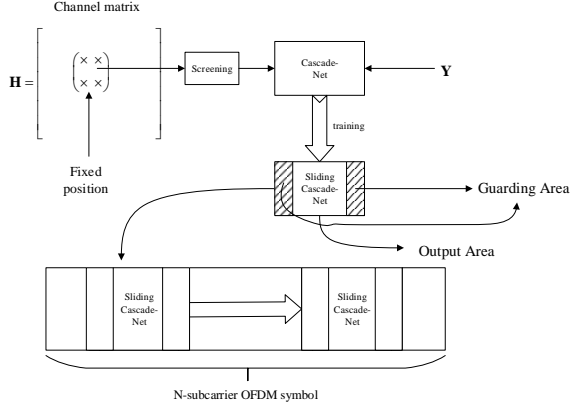 Channel matrix
H =
× ×
× ×
Screening
Cascade-
Net
Y
training
Fixed
position
Sliding
Cascade-
Net
Guarding Area
Output Area
Sliding
Cascade-
Net
Sliding
Cascade-
Net
N-subcarrier OFDM symbol